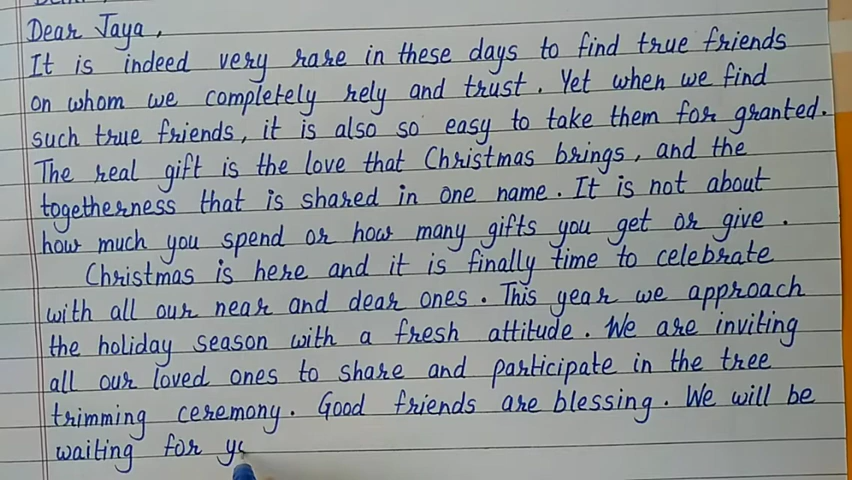 Dear Jaya,
It is indeed very rare in these days to find true friends
on whom we completely rely and trust. Yet when we find
such true friends, it is also so easy to take them for granted.
The real gift is the love that Christmas brings, and the
togetherness that is shared in one name. It is not about
how much you spend or how many gifts you get or give.
Christmas is here and it is finally time to celebrate
with all our near and dear ones. This year we approach
the holiday season with a fresh attitude. We are inviting
all our loved ones to share and participate in the tree
trimming ceremony. Good friends are blessing. We will be
waiting for yo